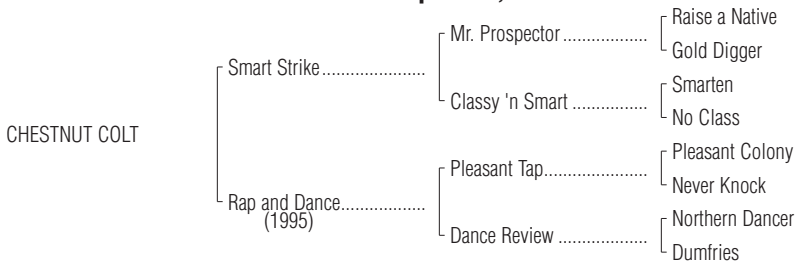 Raise a Native
Mr. Prospector ...................
Gold Digger
Smart Strike......................
Smarten
Classy 'n Smart ................
No Class
CHESTNUT COLT
Pleasant Colony
Pleasant Tap......................
Never Knock
Rap and Dance..................
(1995)
Northern Dancer
Dance Review ...................
Dumfries